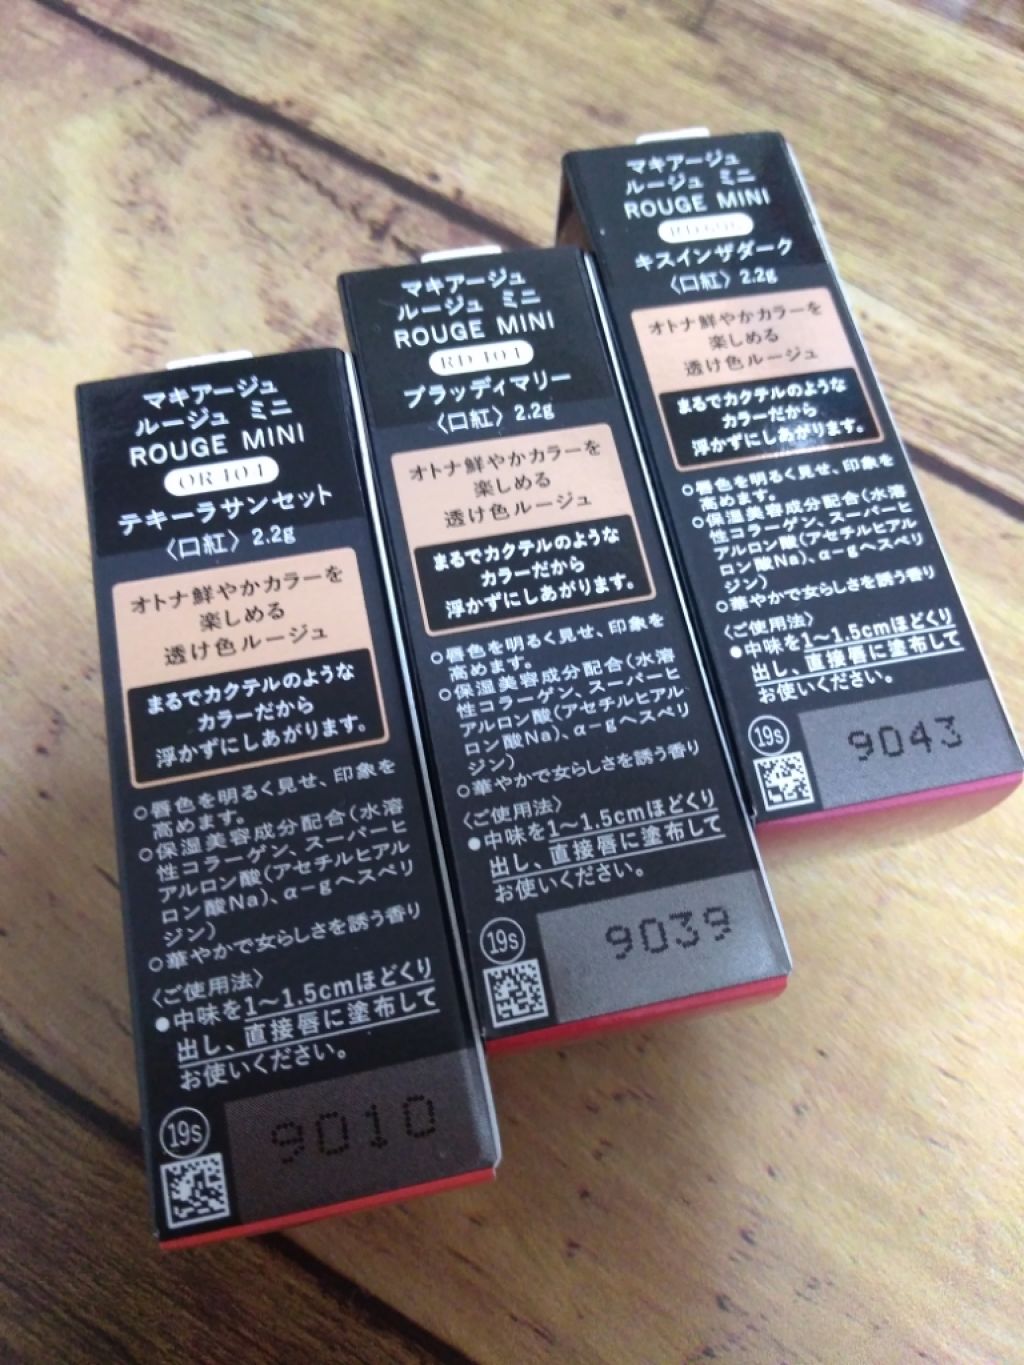 マキアージュ
ルージュ ミニ
ROUGE MINI
OR404
テキーラサンセット
〈口紅〉2.2g
オトナ鮮やかカラーを
楽しめる
透け色ルージュ
まるでカクテルのような
カラーだから
浮かずにしあがります。
○唇色を明るく見せ、印象を
高めます。
○保湿美容成分配合(水溶
性コラーゲン、スーパーヒ
アルロン酸(アセチルヒアル
ロン酸Na)、α-gヘスペリ
ジン)
○華やかで女らしさを誘う香り
〈ご使用法〉
●中味を1〜1.5cmほどくり
出し、直接唇に塗布して
お使いください。
19s
9010
マキアージュ
ルージュ ミニ
ROUGE MINI
RD404
ブラッディマリー
〈口紅〉2.2g
オトナ鮮やかカラーを
楽しめる
透け色ルージュ
まるでカクテルのような
カラーだから
浮かずにしあがります。
○唇色を明るく見せ、印象を
高めます。
○保湿美容成分配合(水溶
性コラーゲン、スーパーヒ
アルロン酸(アセチルヒアル
ロン酸Na)、α-gヘスペリ
ジン)
○華やかで女らしさを誘う香り
〈ご使用法〉
●中味を1〜1.5cmほどくり
出し、直接唇に塗布して
お使いください。
19s
9039
マキアージュ
ルージュ ミニ
ROUGE MINI
キスインザダーク
〈口紅〉2.2g
オトナ鮮やかカラーを
楽しめる
透け色ルージュ
まるでカクテルのような
カラーだから
浮かずにしあがります。
○唇色を明るく見せ、印象を
高めます。
○保湿美容成分配合(水溶
性コラーゲン、スーパーヒ
アルロン酸(アセチルヒアル
ロン酸Na)、α-gヘスペリ
ジン)
○華やかで女らしさを誘う香り
〈ご使用法〉
●中味を1〜1.5cmほどくり
出し、直接唇に塗布して
お使いください。
19s
9043